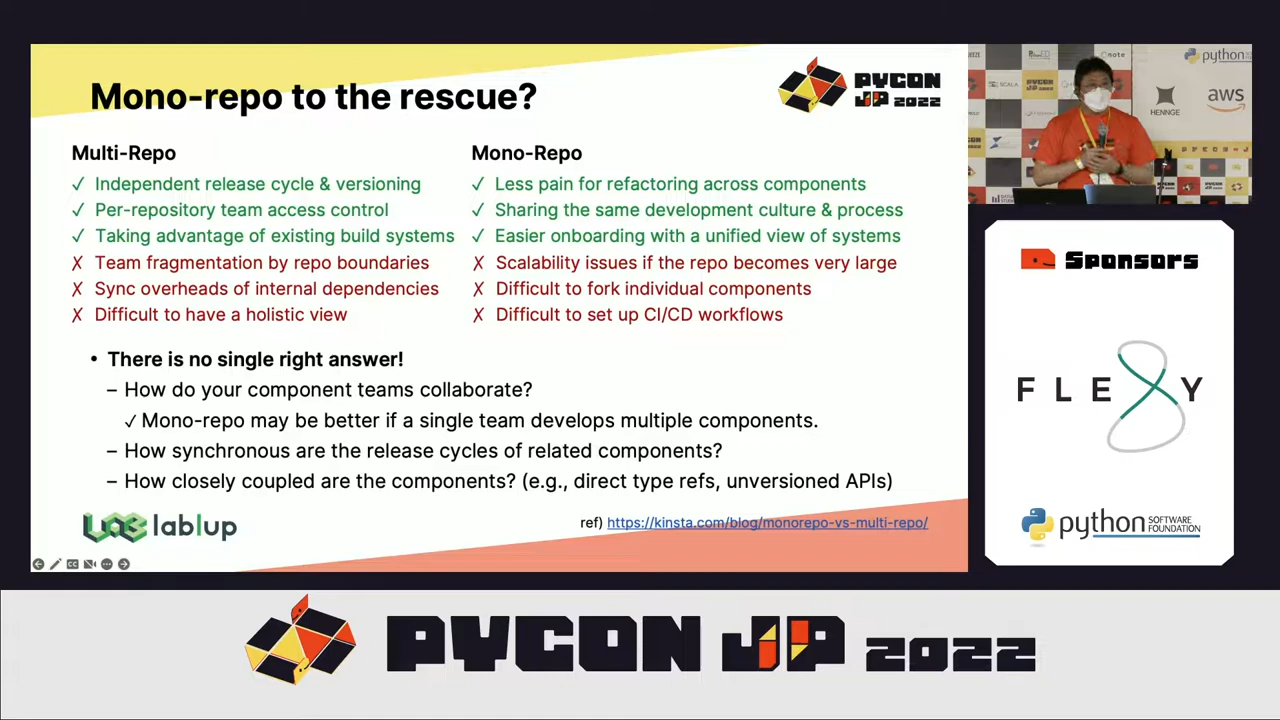 Mono-repo to the rescue?
PYCON
JP 2022
Multi-Repo
✓ Independent release cycle & versioning
✓ Per-repository team access control
✓ Taking advantage of existing build systems
✗ Team fragmentation by repo boundaries
✗ Sync overheads of internal dependencies
✗ Difficult to have a holistic view
Mono-Repo
✓ Less pain for refactoring across components
✓ Sharing the same development culture & process
✓ Easier onboarding with a unified view of systems
✗ Scalability issues if the repo becomes very large
✗ Difficult to fork individual components
✗ Difficult to set up CI/CD workflows
• There is no single right answer!
– How do your component teams collaborate?
✓ Mono-repo may be better if a single team develops multiple components.
– How synchronous are the release cycles of related components?
– How closely coupled are the components? (e.g., direct type refs, unversioned APIs)
lablup
ref) https://kinsta.com/blog/monorepo-vs-multi-repo/
note
python
SCALA
HENNGE
aws
Sponsors
FLEXY
python SOFTWARE
FOUNDATION
PYCON JP 2022